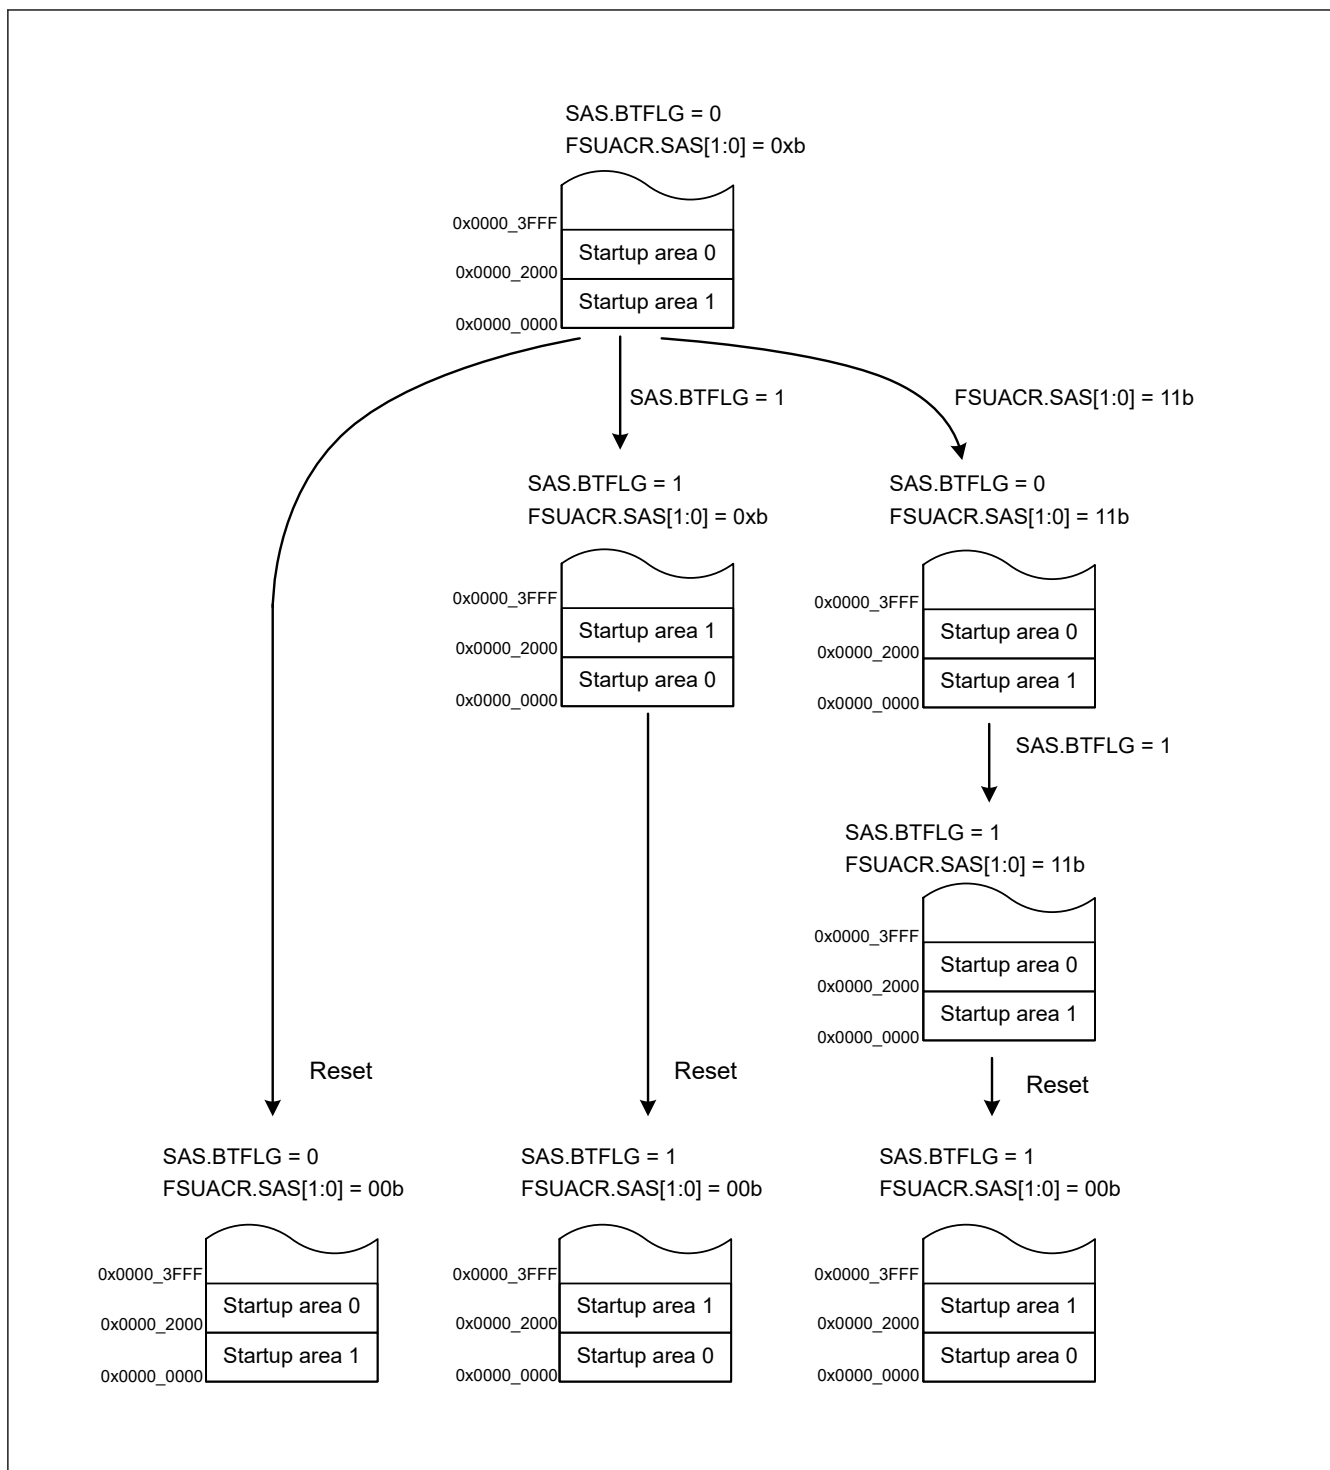 SAS.BTFLG = 0
FSUACR.SAS[1:0] = 0xb
0x0000_3FFF
Startup area 0
0x0000_2000
Startup area 1
0x0000_0000
SAS.BTFLG = 1
FSUACR.SAS[1:0] = 11b
SAS.BTFLG = 1
FSUACR.SAS[1:0] = 0xb
0x0000_3FFF
Startup area 1
0x0000_2000
Startup area 0
0x0000_0000
SAS.BTFLG = 0
FSUACR.SAS[1:0] = 11b
0x0000_3FFF
Startup area 0
0x0000_2000
Startup area 1
0x0000_0000
SAS.BTFLG = 1
SAS.BTFLG = 1
FSUACR.SAS[1:0] = 11b
0x0000_3FFF
Startup area 0
0x0000_2000
Startup area 1
0x0000_0000
Reset
Reset
Reset
SAS.BTFLG = 0
FSUACR.SAS[1:0] = 00b
0x0000_3FFF
Startup area 0
0x0000_2000
Startup area 1
0x0000_0000
SAS.BTFLG = 1
FSUACR.SAS[1:0] = 00b
0x0000_3FFF
Startup area 1
0x0000_2000
Startup area 0
0x0000_0000
SAS.BTFLG = 1
FSUACR.SAS[1:0] = 00b
0x0000_3FFF
Startup area 1
0x0000_2000
Startup area 0
0x0000_0000